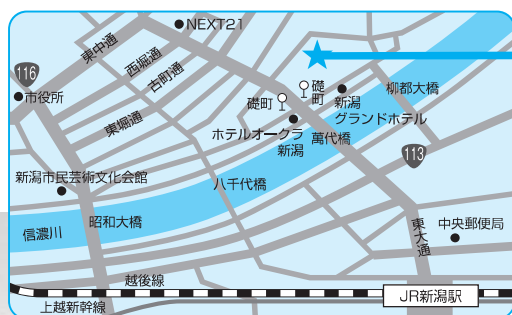 NEXT21
東中通
西堀通
古町通
116
市役所
東堀通
礎町
礎町
新潟
グランドホテル
柳都大橋
ホテルオークラ
新潟
萬代橋
113
新潟市民芸術文化会館
八千代橋
信濃川
昭和大橋
東大通
中央郵便局
越後線
JR新潟駅
上越新幹線